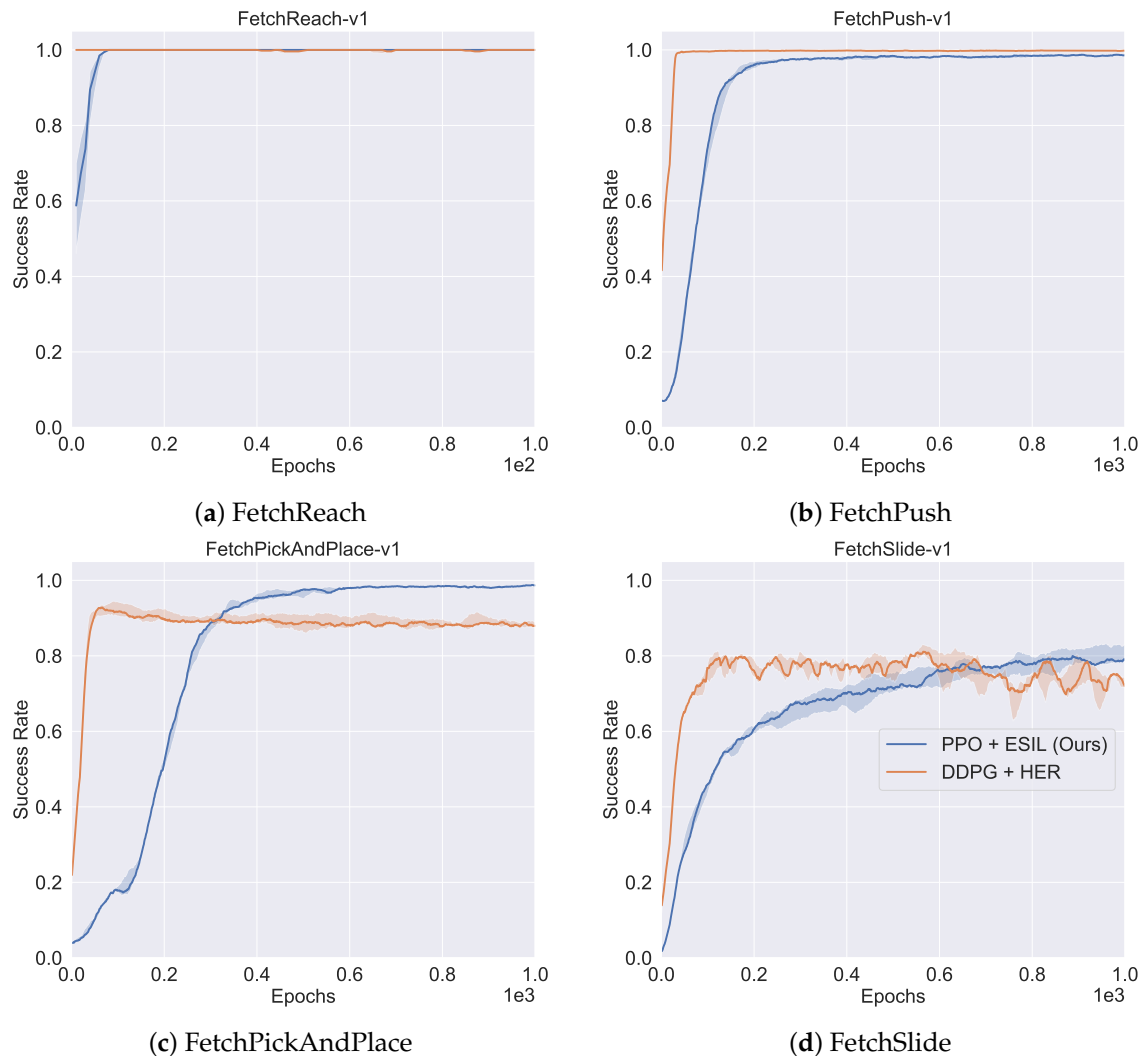 FetchReach-v1
1.0
0.8
0.6
0.4
0.2
0.0
Success Rate
0.0 0.2 0.4 0.6 0.8 1.0
Epochs
1e2
(a) FetchReach
FetchPush-v1
1.0
0.8
0.6
0.4
0.2
0.0
Success Rate
0.0 0.2 0.4 0.6 0.8 1.0
Epochs
1e3
(b) FetchPush
FetchPickAndPlace-v1
1.0
0.8
0.6
0.4
0.2
0.0
Success Rate
0.0 0.2 0.4 0.6 0.8 1.0
Epochs
1e3
(c) FetchPickAndPlace
FetchSlide-v1
1.0
0.8
0.6
0.4
0.2
0.0
Success Rate
PPO + ESIL (Ours)
DDPG + HER
0.0 0.2 0.4 0.6 0.8 1.0
Epochs
1e3
(d) FetchSlide